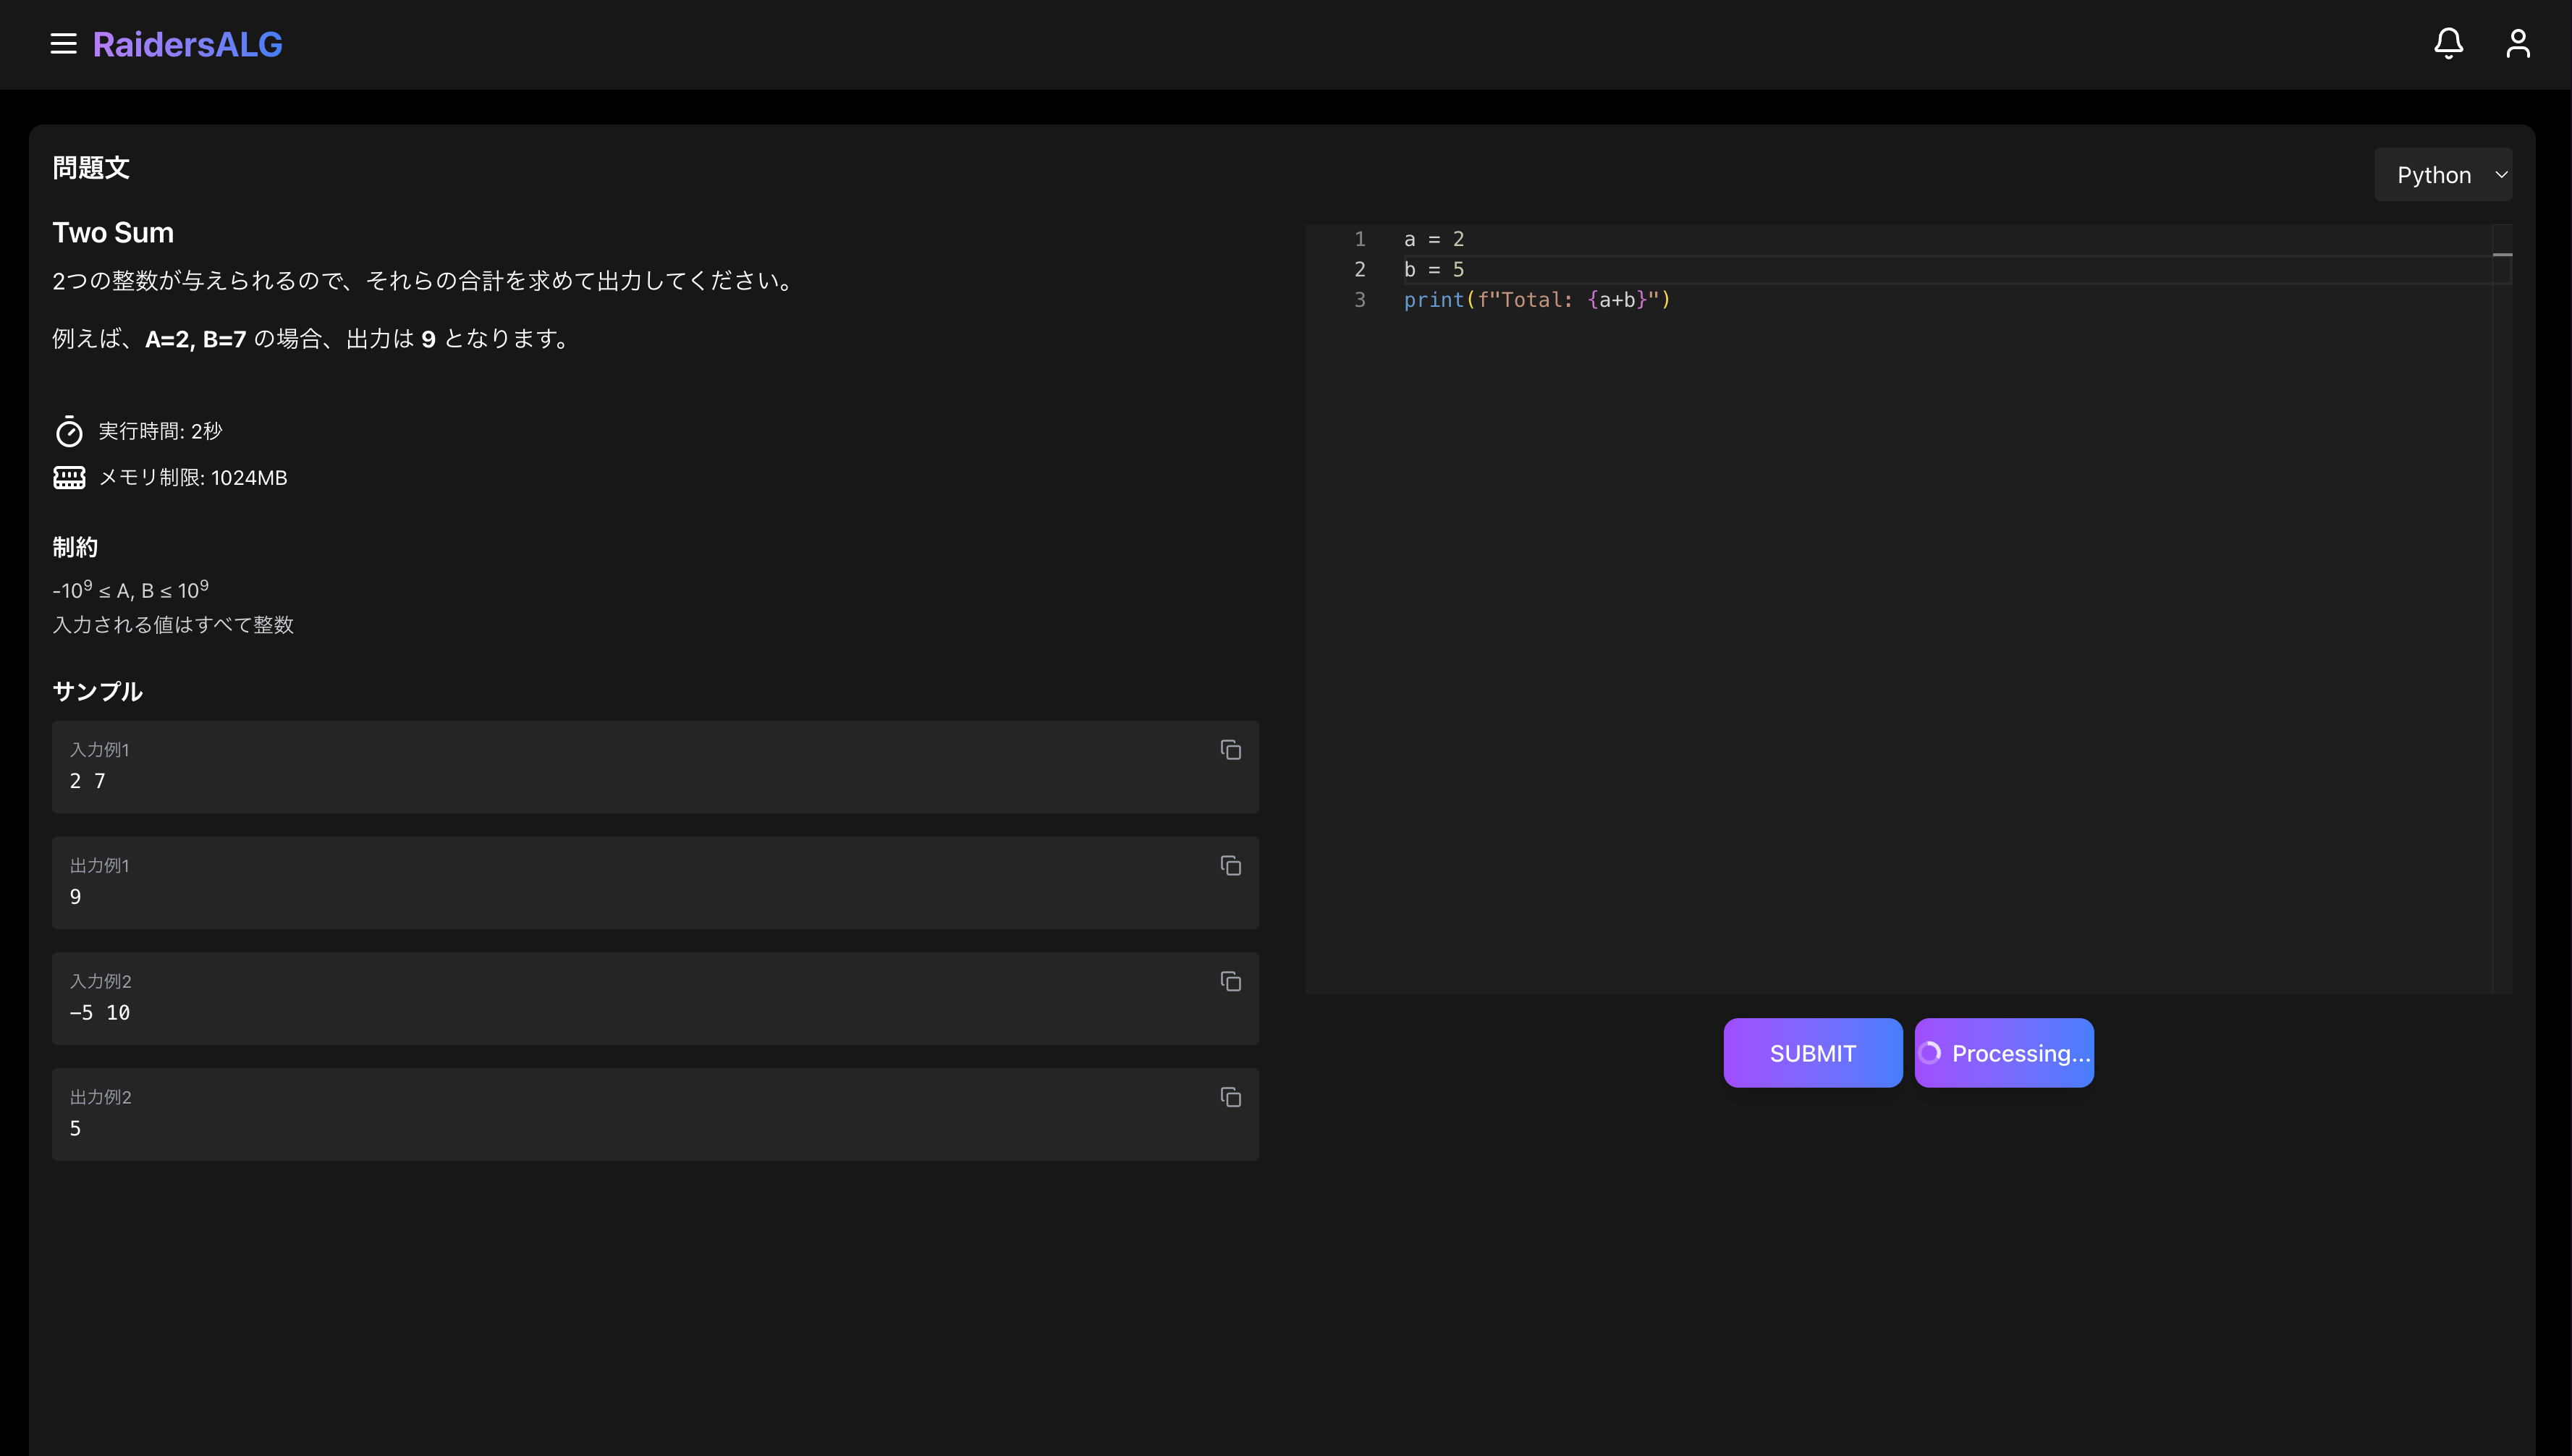 RaidersALG
問題文
Python
Two Sum
2つの整数が与えられるので、それらの合計を求めて出力してください。
例えば、A=2, B=7 の場合、出力は 9 となります。
実行時間: 2秒
メモリ制限: 1024MB
制約
-10⁹ ≤ A, B ≤ 10⁹
入力される値はすべて整数
サンプル
入力例1
2 7
出力例1
9
入力例2
-5 10
出力例2
5
1 a = 2
2 b = 5
3 print(f"Total: {a+b}")
SUBMIT
Processing...